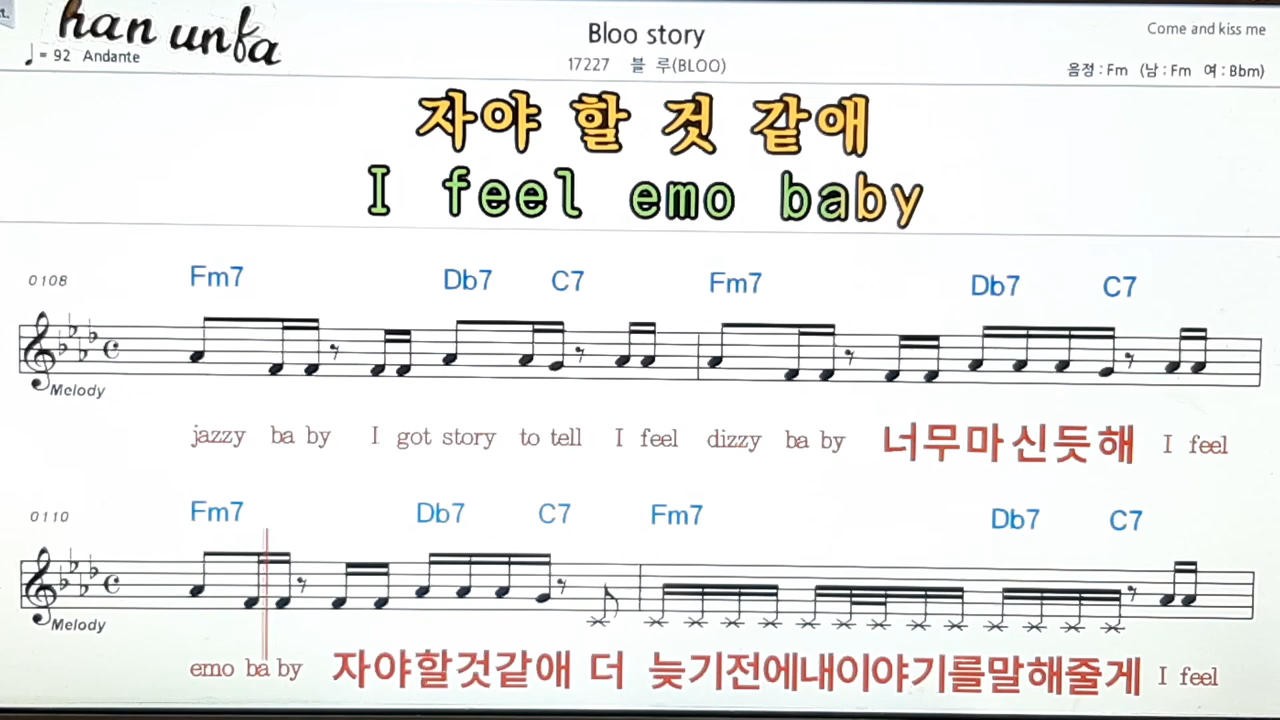 han unfa
♩ = 92 Andante
Bloo story
17227 블 루(BLOO)
Come and kiss me
음정 : Fm (남 : Fm 여 : Bbm)
자야 할 것 같애
I feel emo baby
0108
Fm7 Db7 C7 Fm7 Db7 C7
Melody
jazzy ba by I got story to tell I feel dizzy ba by 너무마신듯해 I feel
0110
Fm7 Db7 C7 Fm7 Db7 C7
Melody
emo ba by 자야할것같애 더 늦기전에내이야기를말해줄게 I feel